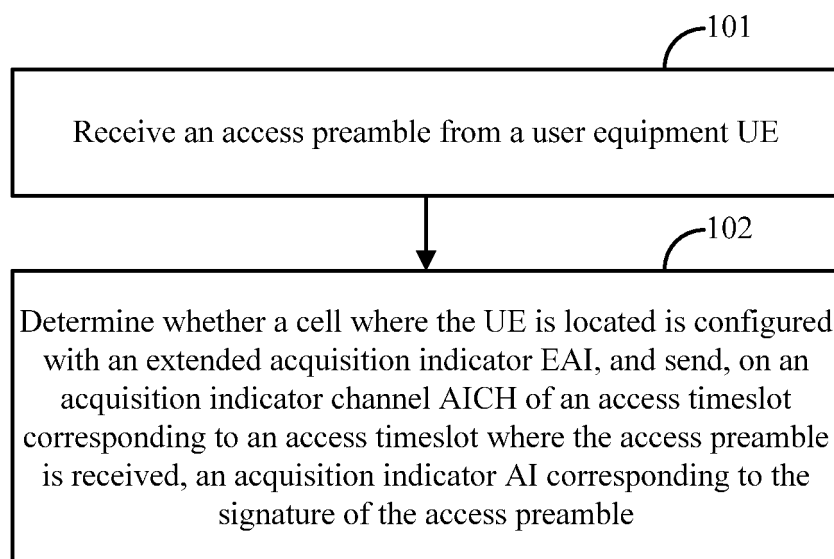 101
Receive an access preamble from a user equipment UE
102
Determine whether a cell where the UE is located is configured
with an extended acquisition indicator EAI, and send, on an
acquisition indicator channel AICH of an access timeslot
corresponding to an access timeslot where the access preamble
is received, an acquisition indicator AI corresponding to the
signature of the access preamble